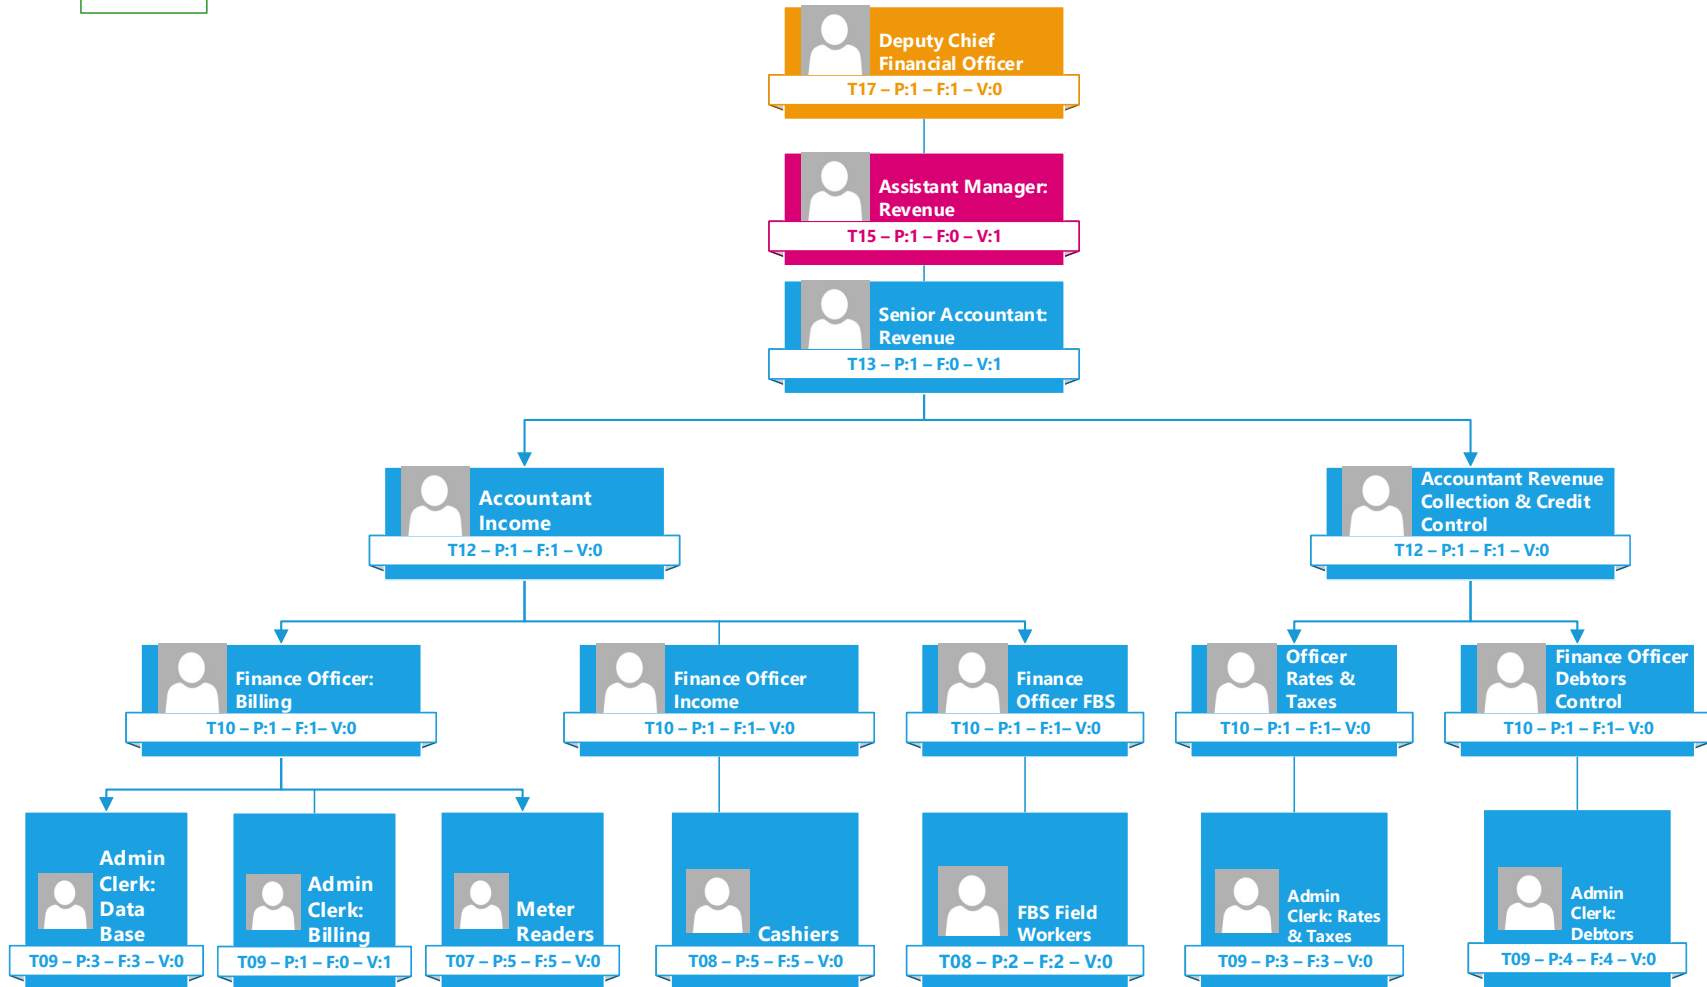 Deputy Chief
Financial Officer
T17 – P:1 – F:1 – V:0
Assistant Manager:
Revenue
T15 – P:1 – F:0 – V:1
Senior Accountant:
Revenue
T13 – P:1 – F:0 – V:1
Accountant
Income
T12 – P:1 – F:1 – V:0
Accountant Revenue
Collection & Credit
Control
T12 – P:1 – F:1 – V:0
Finance Officer:
Billing
T10 – P:1 – F:1– V:0
Finance Officer
Income
T10 – P:1 – F:1– V:0
Finance
Officer FBS
T10 – P:1 – F:1– V:0
Officer
Rates &
Taxes
T10 – P:1 – F:1– V:0
Finance Officer
Debtors
Control
T10 – P:1 – F:1– V:0
Admin
Clerk:
Data
Base
T09 – P:3 – F:3 – V:0
Admin
Clerk:
Billing
T09 – P:1 – F:0 – V:1
Meter
Readers
T07 – P:5 – F:5 – V:0
Cashiers
T08 – P:5 – F:5 – V:0
FBS Field
Workers
T08 – P:2 – F:2 – V:0
Admin
Clerk: Rates
& Taxes
T09 – P:3 – F:3 – V:0
Admin
Clerk:
Debtors
T09 – P:4 – F:4 – V:0